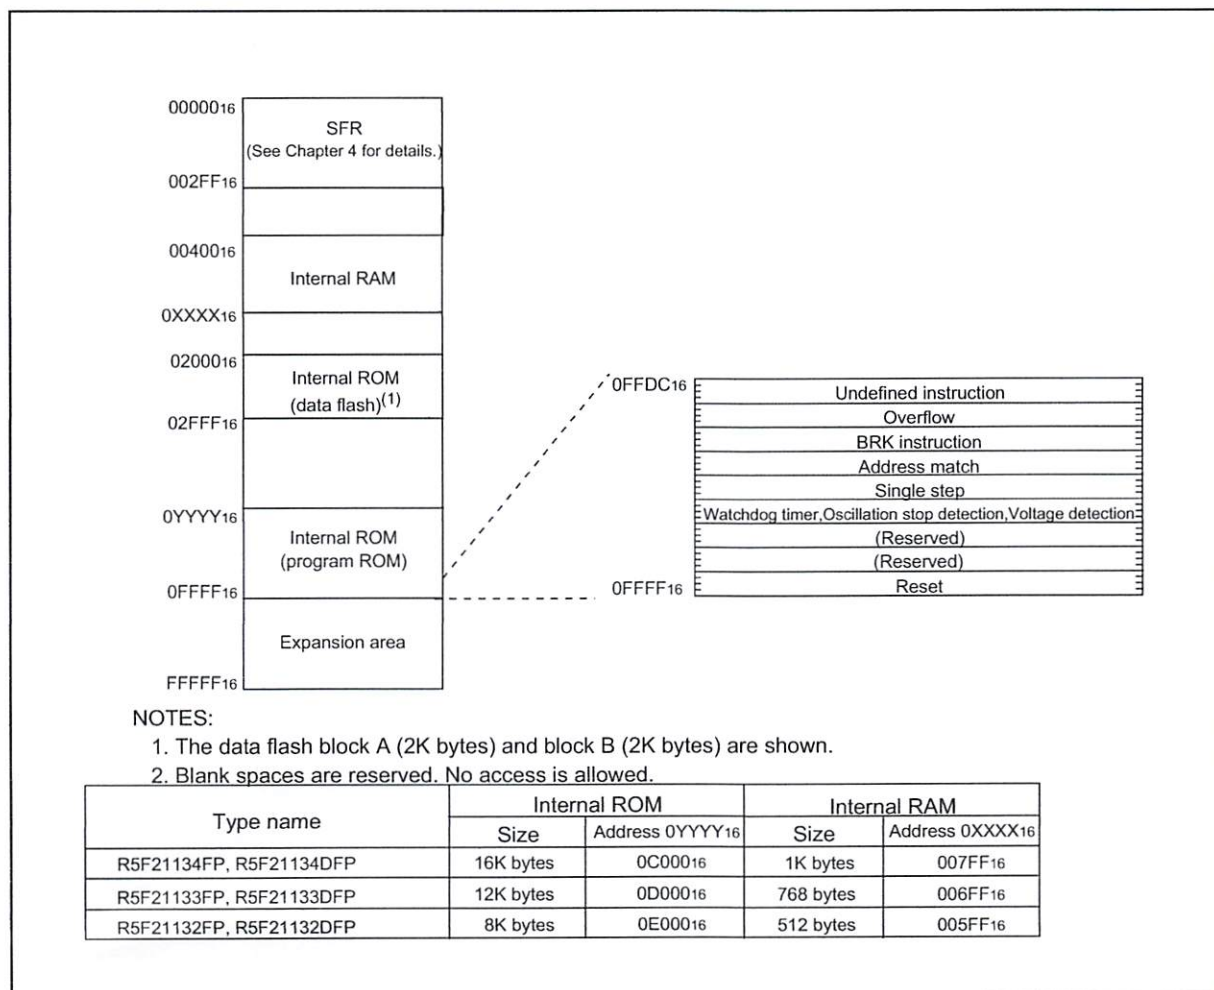 0000016
SFR
(See Chapter 4 for details.)
002FF16
0040016
Internal RAM
0XXXX16
0200016
Internal ROM
(data flash)(1)
02FFF16
0YYYY16
Internal ROM
(program ROM)
0FFFF16
Expansion area
FFFFF16
0FFDC16
Undefined instruction
Overflow
BRK instruction
Address match
Single step
Watchdog timer,Oscillation stop detection,Voltage detection
(Reserved)
(Reserved)
0FFFF16 Reset
NOTES:
1. The data flash block A (2K bytes) and block B (2K bytes) are shown.
2. Blank spaces are reserved. No access is allowed.
Type name Internal ROM Internal RAM
Size Address 0YYYY16 Size Address 0XXXX16
R5F21134FP, R5F21134DFP 16K bytes 0C00016 1K bytes 007FF16
R5F21133FP, R5F21133DFP 12K bytes 0D00016 768 bytes 006FF16
R5F21132FP, R5F21132DFP 8K bytes 0E00016 512 bytes 005FF16